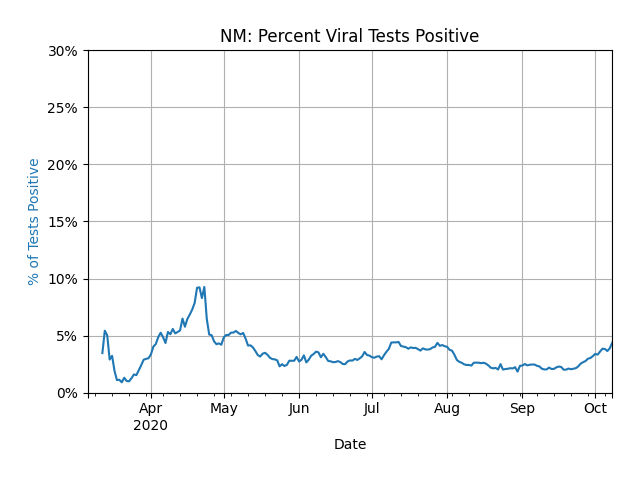 NM: Percent Viral Tests Positive
30%
25%
20%
15%
10%
5%
0%
% of Tests Positive
Apr
2020
May
Jun
Jul
Aug
Sep
Oct
Date